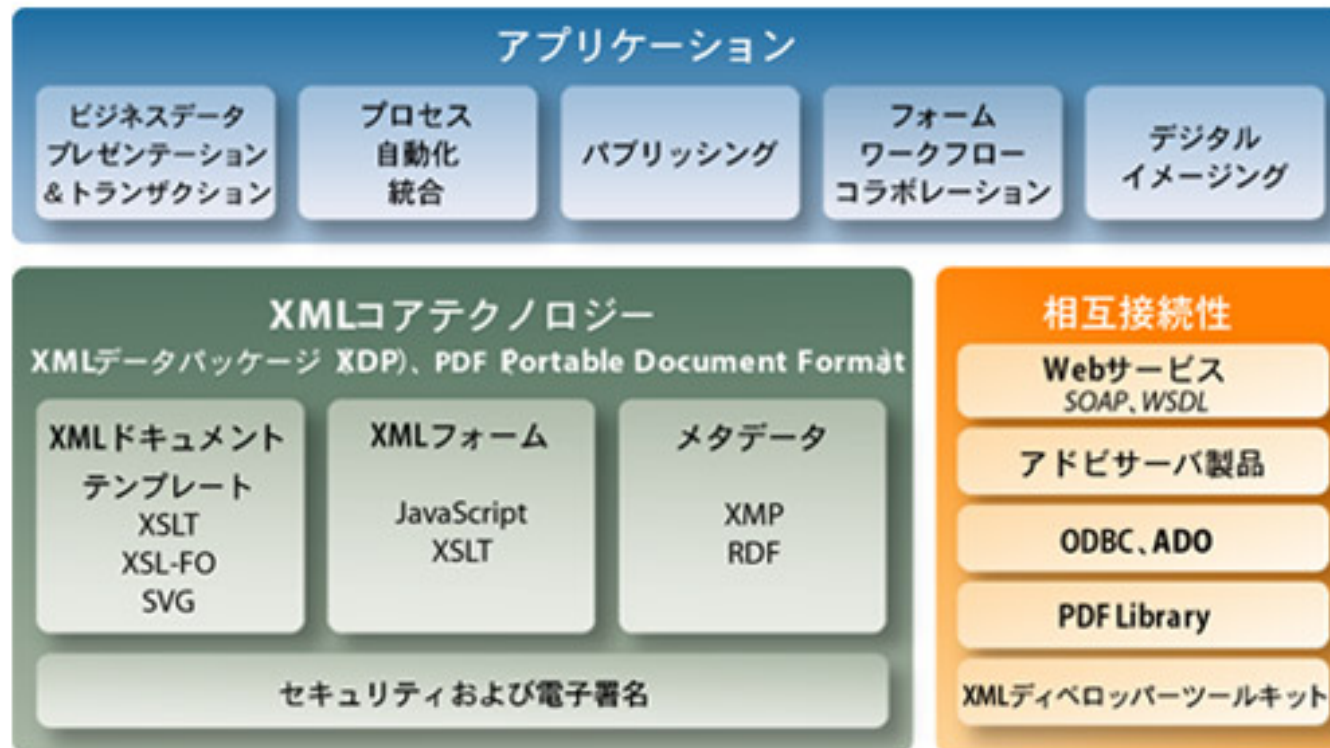 アプリケーション
ビジネスデータ
プレゼンテーション
&トランザクション
プロセス
自動化
統合
パブリッシング
フォーム
ワークフロー
コラボレーション
デジタル
イメージング
XMLコアテクノロジー
XMLデータパッケージ XDP)、PDF Portable Document Format
XMLドキュメント
テンプレート
XSLT
XSL-FO
SVG
XMLフォーム
JavaScript
XSLT
メタデータ
XMP
RDF
セキュリティおよび電子署名
相互接続性
Webサービス
SOAP、WSDL
アドビサーバ製品
ODBC、ADO
PDF Library
XMLディベロッパーツールキット